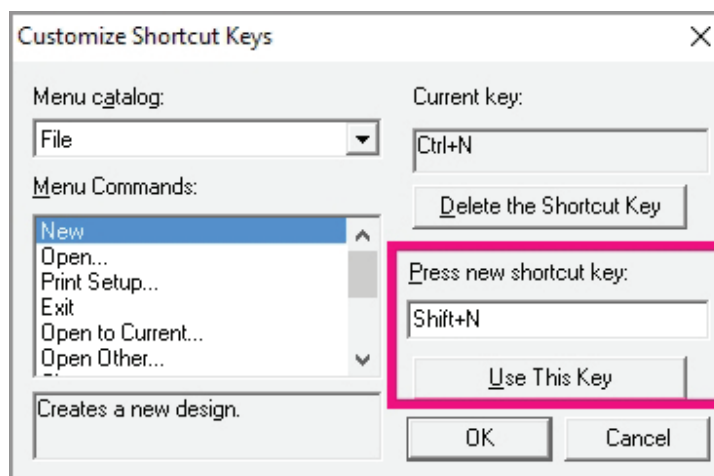 Customize Shortcut Keys
Menu catalog:
File
Menu Commands:
New
Open...
Print Setup...
Exit
Open to Current...
Open Other...
Creates a new design.
Current key:
Ctrl+N
Delete the Shortcut Key
Press new shortcut key:
Shift+N
Use This Key
OK
Cancel